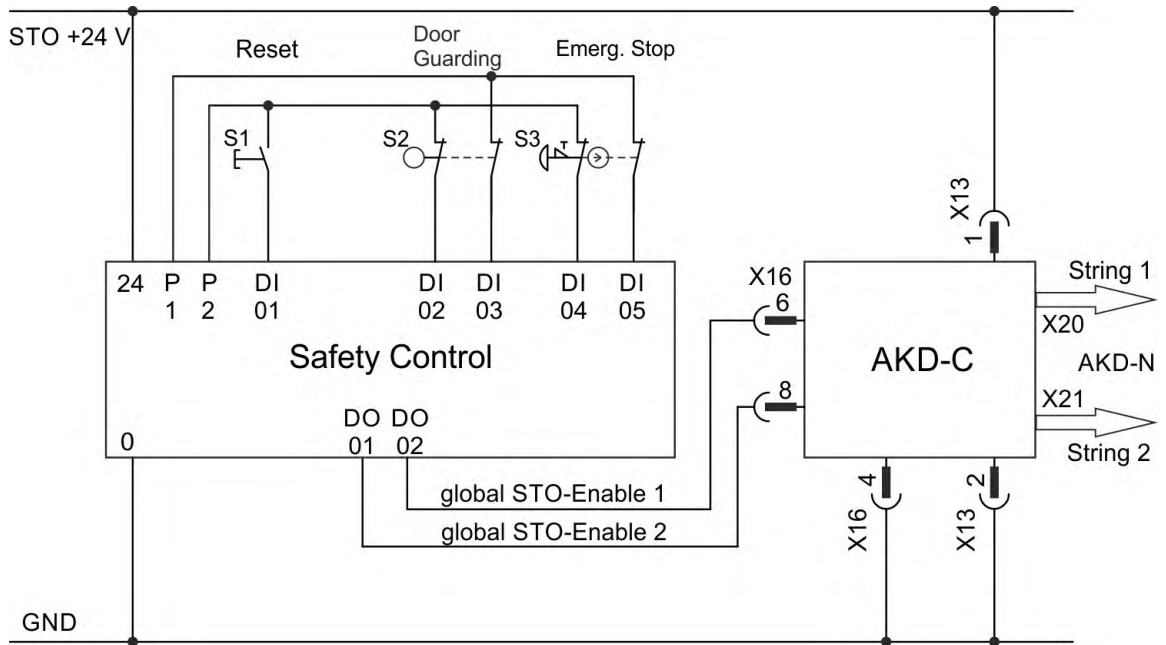 STO +24 V
Reset
Door
Guarding
Emerg. Stop
S1
S2
S3
X13
1
24 P P DI DI DI DI DI
1 2 01 02 03 04 05
X16
6
String 1
X20
Safety Control
AKD-C
AKD-N
8
X21
String 2
DO DO
0 01 02
4
2
global STO-Enable 1
global STO-Enable 2
X16
X13
GND